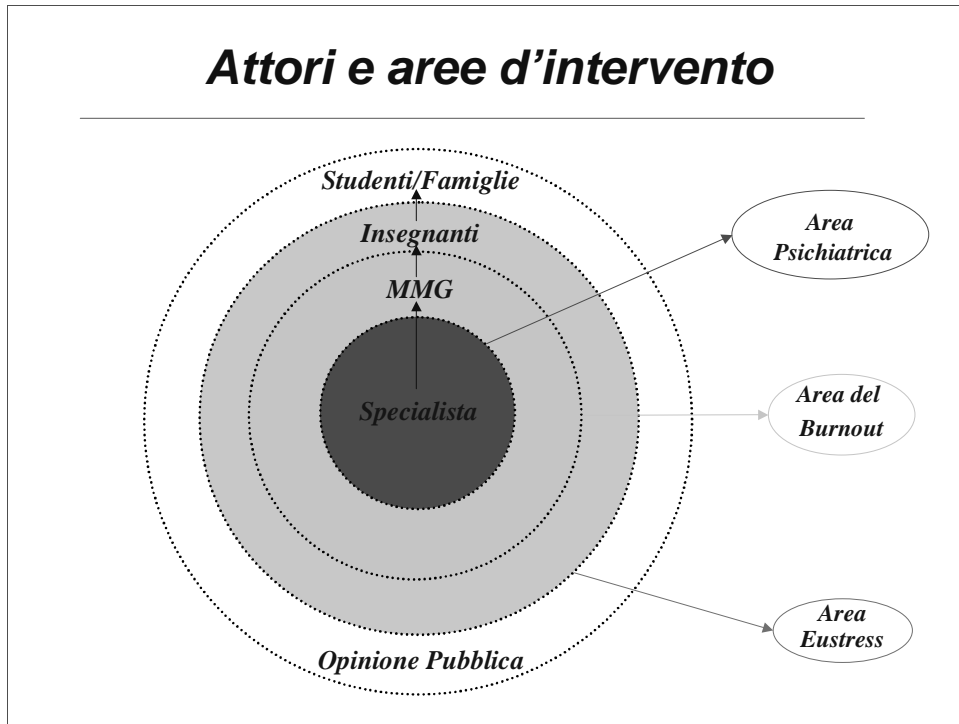 Attori e aree d’intervento
Studenti/Famiglie
Insegnanti
MMG
Specialista
Opinione Pubblica
Area
Psichiatrica
Area del
Burnout
Area
Eustress